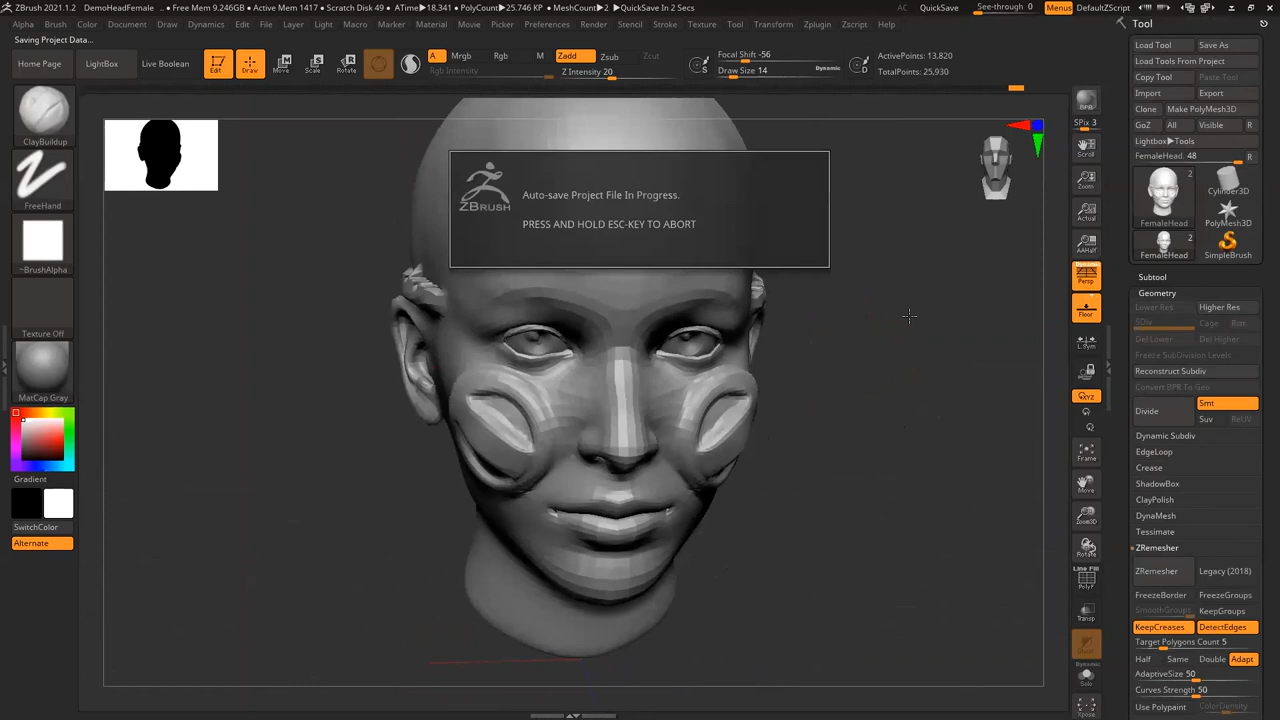 ZBrush 2021.1.2 DemoHeadFemale • Free Mem 9.246GB • Active Mem 1417 • Scratch Disk 49 • ATime▶18.341 • PolyCount▶25.746 KP • MeshCount▶2 ▶QuickSave In 2 Secs AC QuickSave See-through 0 Menus DefaultZScript
Alpha Brush Color Document Draw Dynamics Edit File Layer Light Macro Marker Material Movie Picker Preferences Render Stencil Stroke Texture Tool Transform Zplugin Zscript Help
Tool
Saving Project Data...
Home Page LightBox Live Boolean
Edit Draw Move Scale Rotate
A Mrgb Rgb M Zadd Zsub Zcut
Rgb Intensity Z Intensity 20
Focal Shift -56
Draw Size 14 Dynamic
S D
ActivePoints: 13,820
TotalPoints: 25,930
ClayBuildup
FreeHand
~BrushAlpha
Texture Off
MatCap Gray
Gradient
SwitchColor
Alternate
ZBRUSH
Auto-save Project File In Progress.
PRESS AND HOLD ESC-KEY TO ABORT
BPR
SPix 3
Scroll
Zoom
Actual
AAHalf
Dynamic
Persp
Floor
L.Sym
XYZ
Frame
Move
Zoom3D
Rotate
Line Fill
PolyF
Transp
Dynamic
Solo
Xpose
Load Tool Save As
Load Tools From Project
Copy Tool Paste Tool
Import Export
Clone Make PolyMesh3D
GoZ All Visible R
Lightbox▶Tools
FemaleHead. 48 R
2
FemaleHead Cylinder3D
PolyMesh3D
2
FemaleHead SimpleBrush
Subtool
Geometry
Lower Res Higher Res
SDiv Cage Rstr
Del Lower Del Higher
Freeze SubDivision Levels
Reconstruct Subdiv
Convert BPR To Geo
Divide Smt
Suv ReUV
Dynamic Subdiv
EdgeLoop
Crease
ShadowBox
ClayPolish
DynaMesh
Tessimate
ZRemesher
ZRemesher Legacy (2018)
FreezeBorder FreezeGroups
SmoothGroups KeepGroups
KeepCreases DetectEdges
Target Polygons Count 5
Half Same Double Adapt
AdaptiveSize 50
Curves Strength 50
Use Polypaint ColorDensity